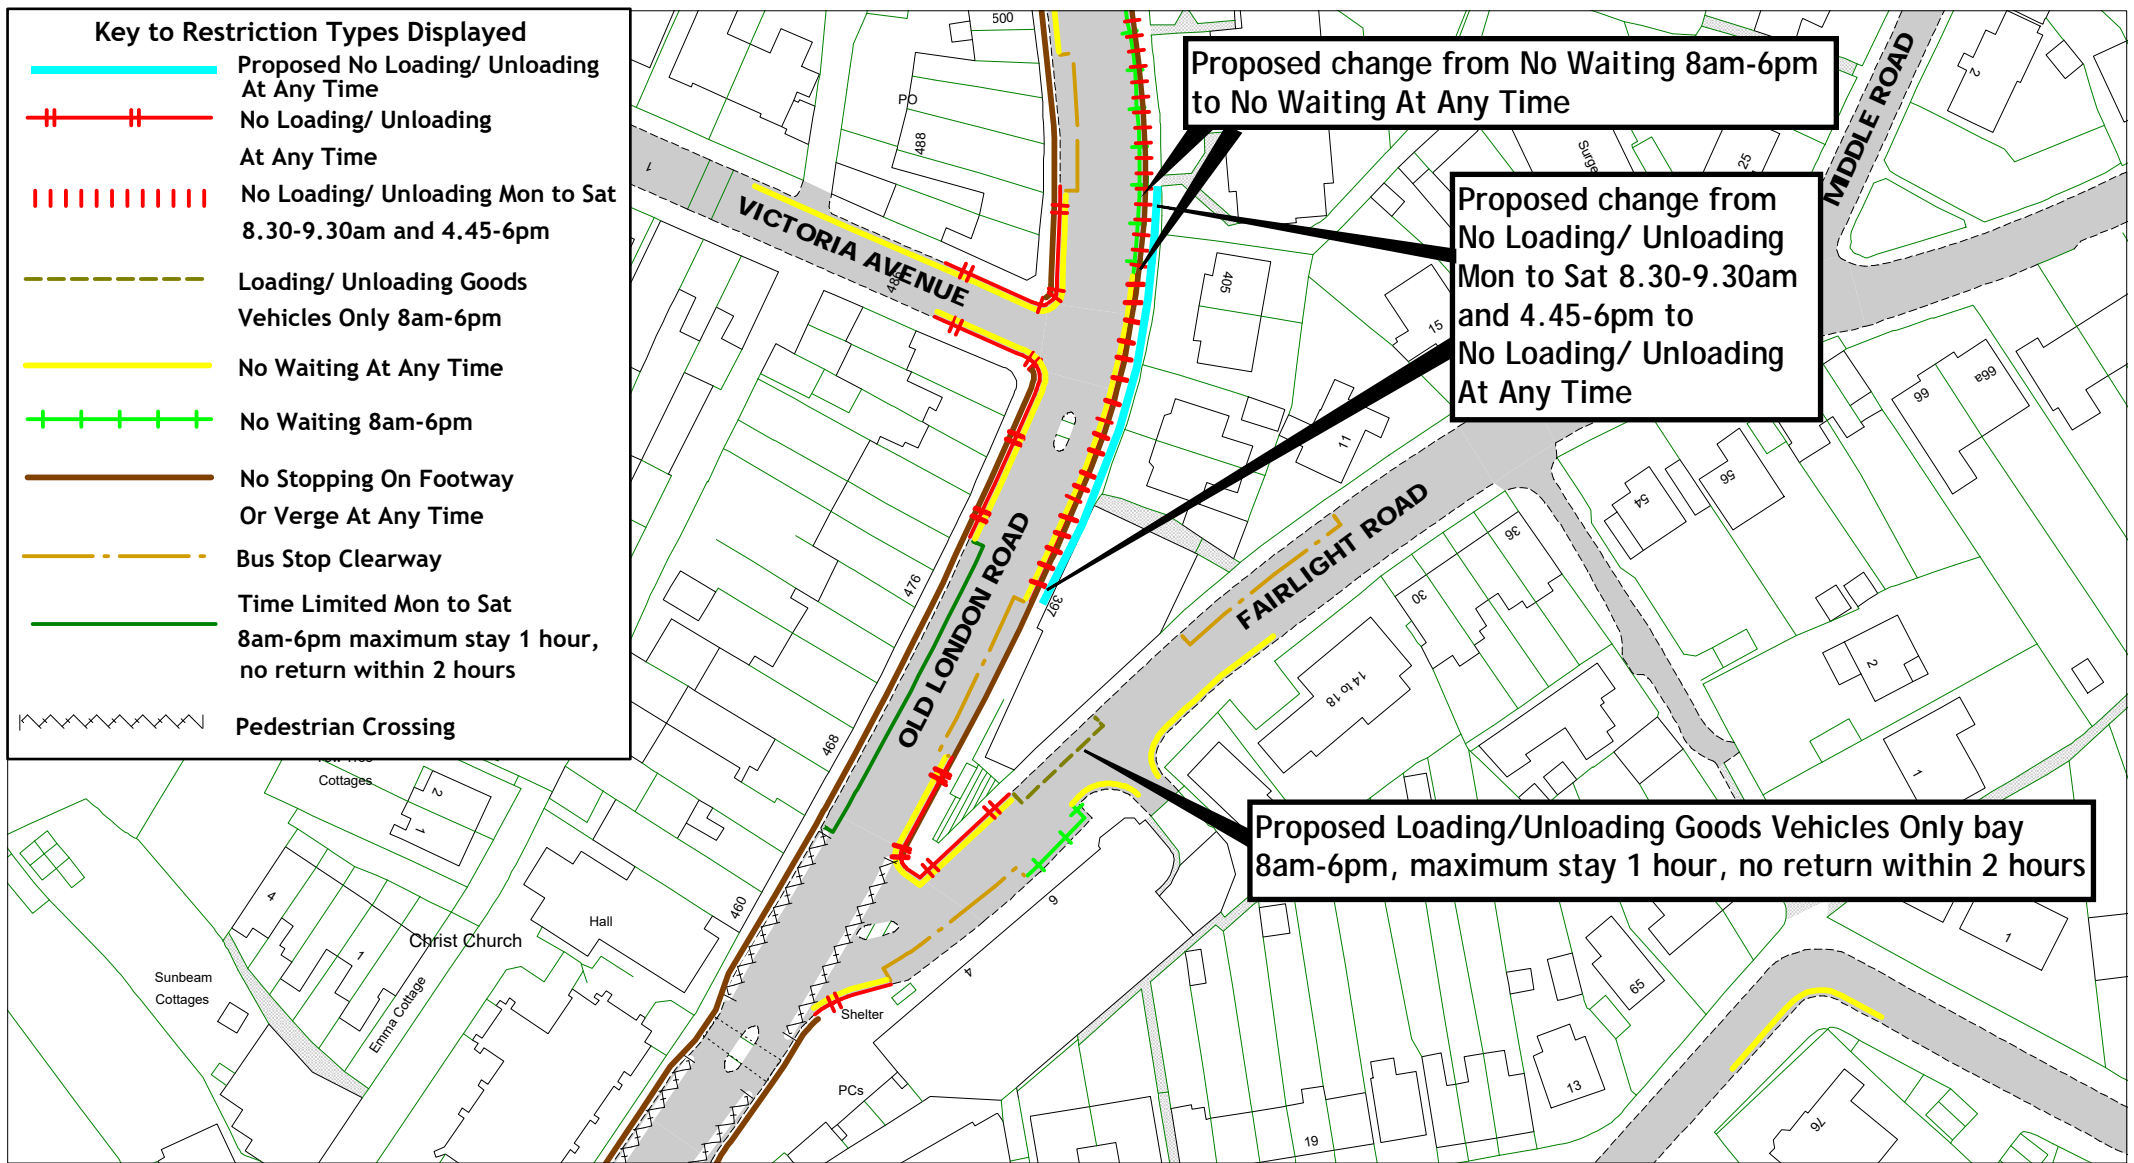 Key to Restriction Types Displayed
Proposed No Loading/ Unloading
At Any Time
No Loading/ Unloading
At Any Time
No Loading/ Unloading Mon to Sat
8.30-9.30am and 4.45-6pm
Loading/ Unloading Goods
Vehicles Only 8am-6pm
No Waiting At Any Time
No Waiting 8am-6pm
No Stopping On Footway
Or Verge At Any Time
Bus Stop Clearway
Time Limited Mon to Sat
8am-6pm maximum stay 1 hour,
no return within 2 hours
Pedestrian Crossing
Proposed change from No Waiting 8am-6pm
to No Waiting At Any Time
Proposed change from
No Loading/ Unloading
Mon to Sat 8.30-9.30am
and 4.45-6pm to
No Loading/ Unloading
At Any Time
Proposed Loading/Unloading Goods Vehicles Only bay
8am-6pm, maximum stay 1 hour, no return within 2 hours
500
PO
488
1
VICTORIA AVENUE
MIDDLE ROAD
2
25
405
15
11
66
66a
56
54
36
30
FAIRLIGHT ROAD
14 to 18
2
1
1
OLD LONDON ROAD
397
476
468
460
Cottages
2
1
4
1
Hall
Christ Church
Emma Cottage
Sunbeam
Cottages
Shelter
PCs
6
4
65
13
19
76